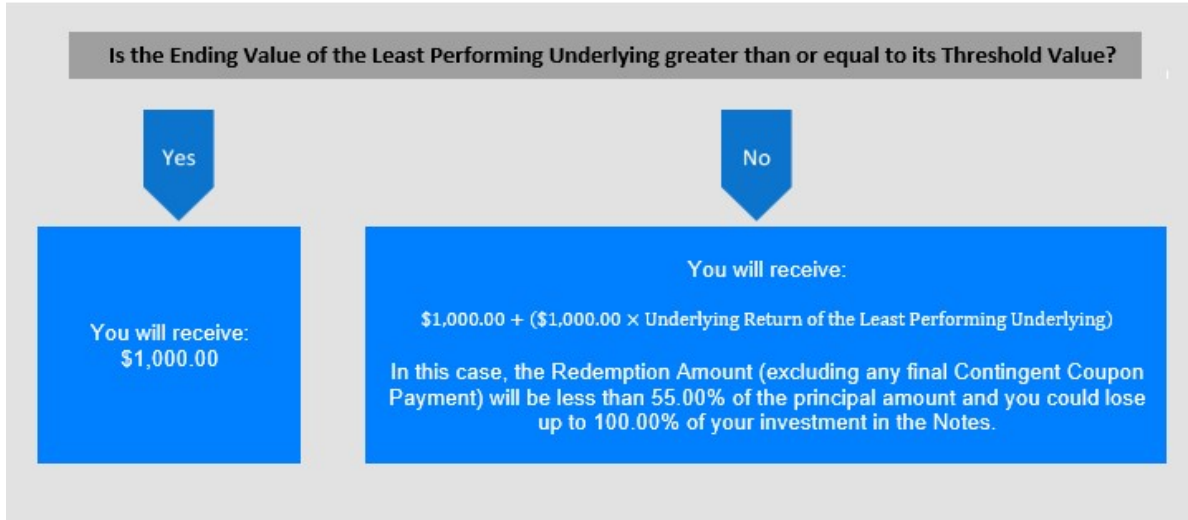 Is the Ending Value of the Least Performing Underlying greater than or equal to its Threshold Value?
Yes
No
You will receive:
$1,000.00
You will receive:
$1,000.00 + ($1,000.00 × Underlying Return of the Least Performing Underlying)
In this case, the Redemption Amount (excluding any final Contingent Coupon
Payment) will be less than 55.00% of the principal amount and you could lose
up to 100.00% of your investment in the Notes.